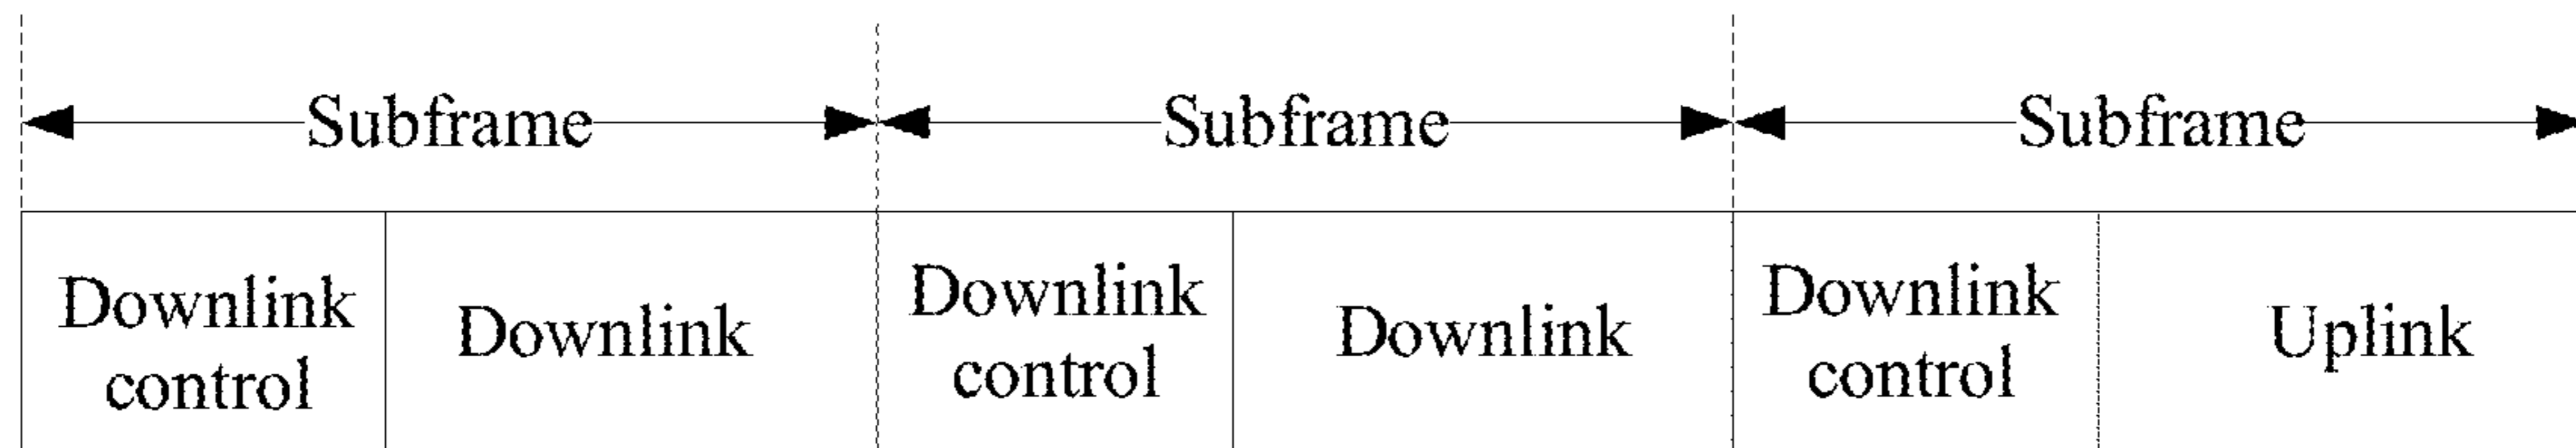 Subframe Subframe Subframe
Downlink
control
Downlink
Downlink
control
Downlink
Downlink
control
Uplink